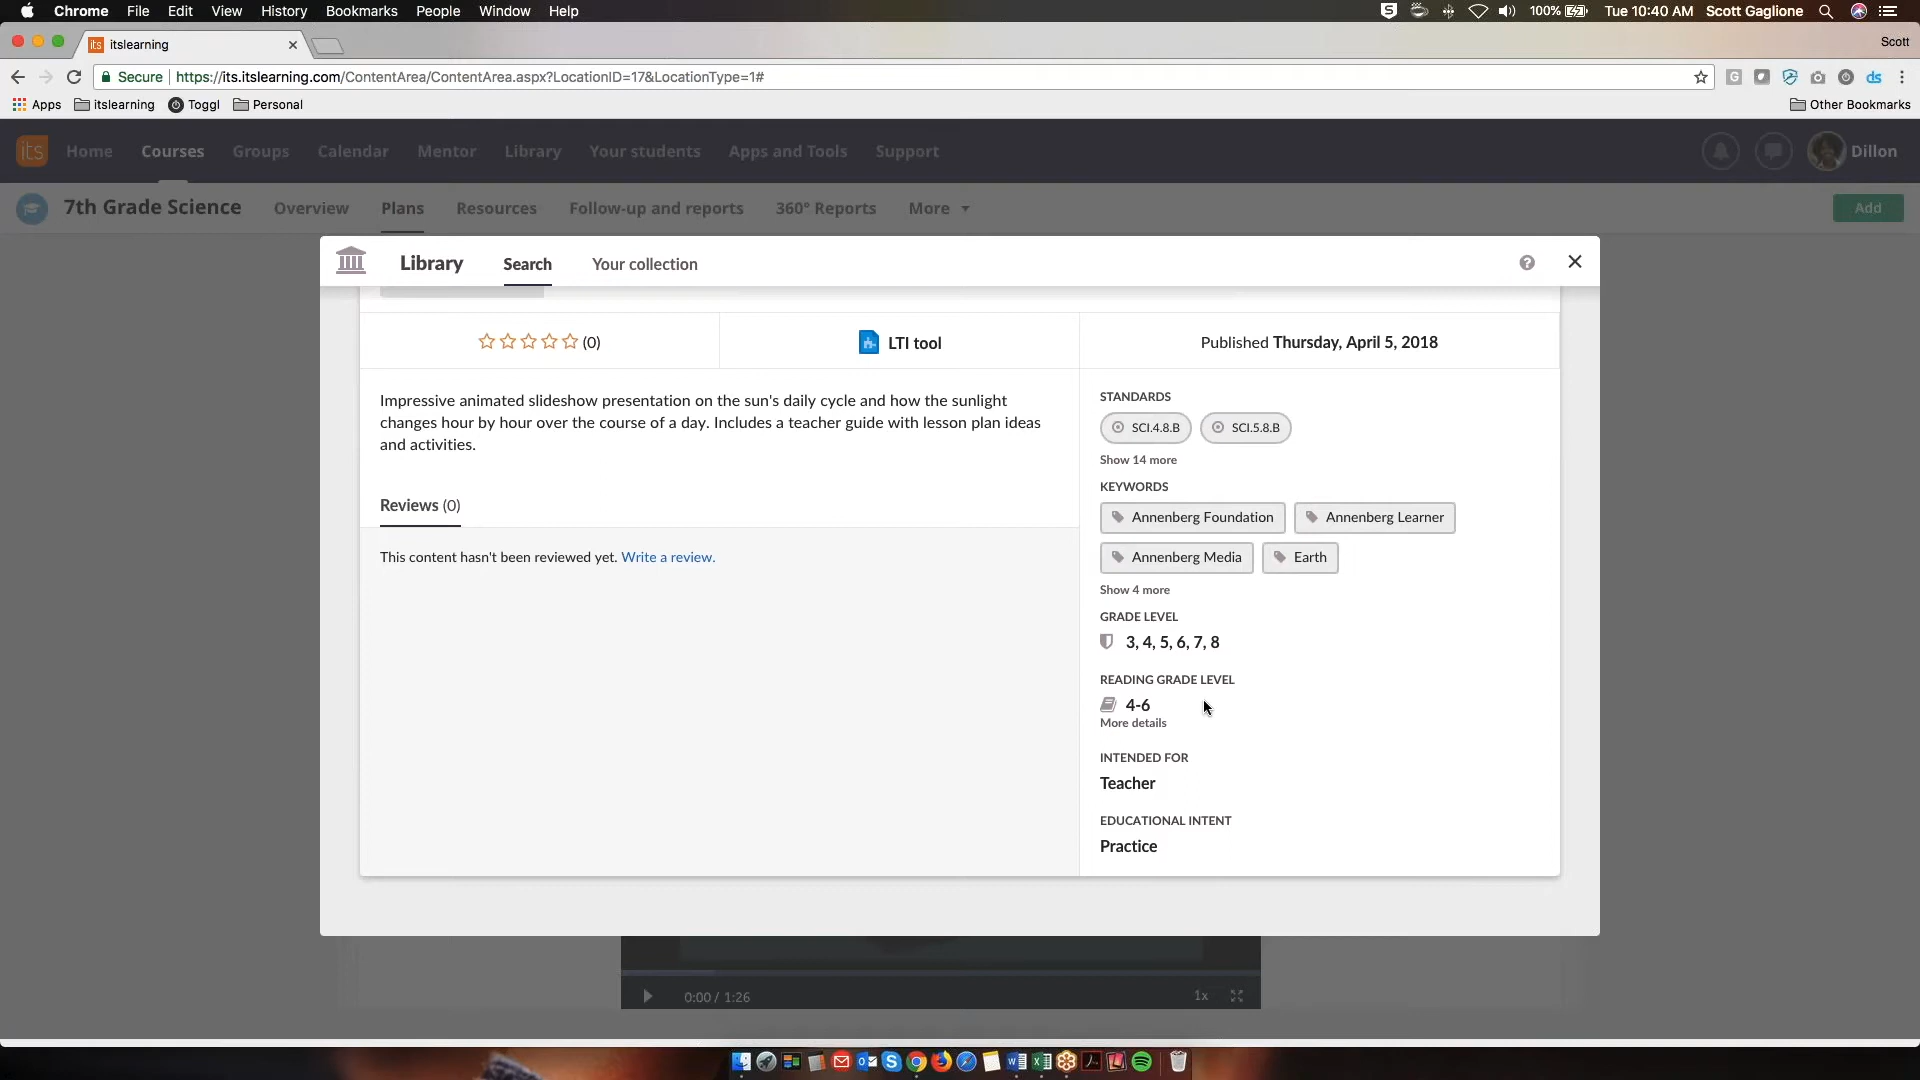 Chrome File Edit View History Bookmarks People Window Help 100% Tue 10:40 AM Scott Gaglione
its itslearning Scott
Secure https://its.itslearning.com/ContentArea/ContentArea.aspx?LocationID=17&LocationType=1# G ds
Apps itslearning Toggl Personal Other Bookmarks
its Home Courses Groups Calendar Mentor Library Your students Apps and Tools Support Dillon
7th Grade Science Overview Plans Resources Follow-up and reports 360° Reports More Add
Library Search Your collection ?
(0) LTI tool Published Thursday, April 5, 2018
Impressive animated slideshow presentation on the sun's daily cycle and how the sunlight
changes hour by hour over the course of a day. Includes a teacher guide with lesson plan ideas
and activities.
Reviews (0)
This content hasn't been reviewed yet. Write a review.
STANDARDS
SCI.4.8.B SCI.5.8.B
Show 14 more
KEYWORDS
Annenberg Foundation Annenberg Learner
Annenberg Media Earth
Show 4 more
GRADE LEVEL
3, 4, 5, 6, 7, 8
READING GRADE LEVEL
4-6
More details
INTENDED FOR
Teacher
EDUCATIONAL INTENT
Practice
0:00 / 1:26 1x